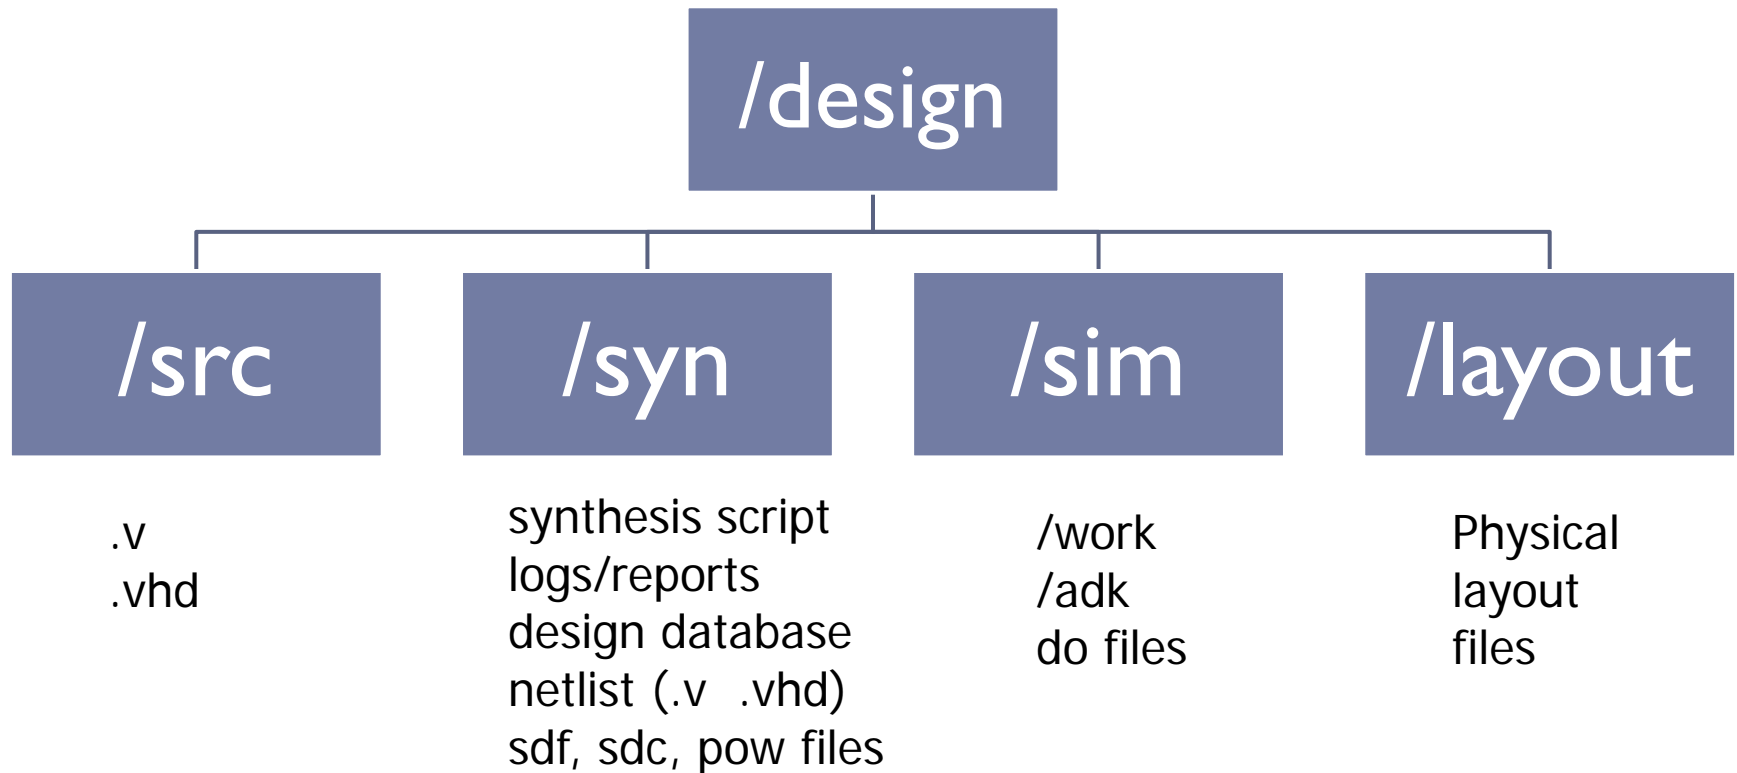 /design
/src
/syn
/sim
/layout
.v
.vhd
synthesis script
logs/reports
design database
netlist (.v  .vhd)
sdf, sdc, pow files
/work
/adk
do files
Physical
layout
files